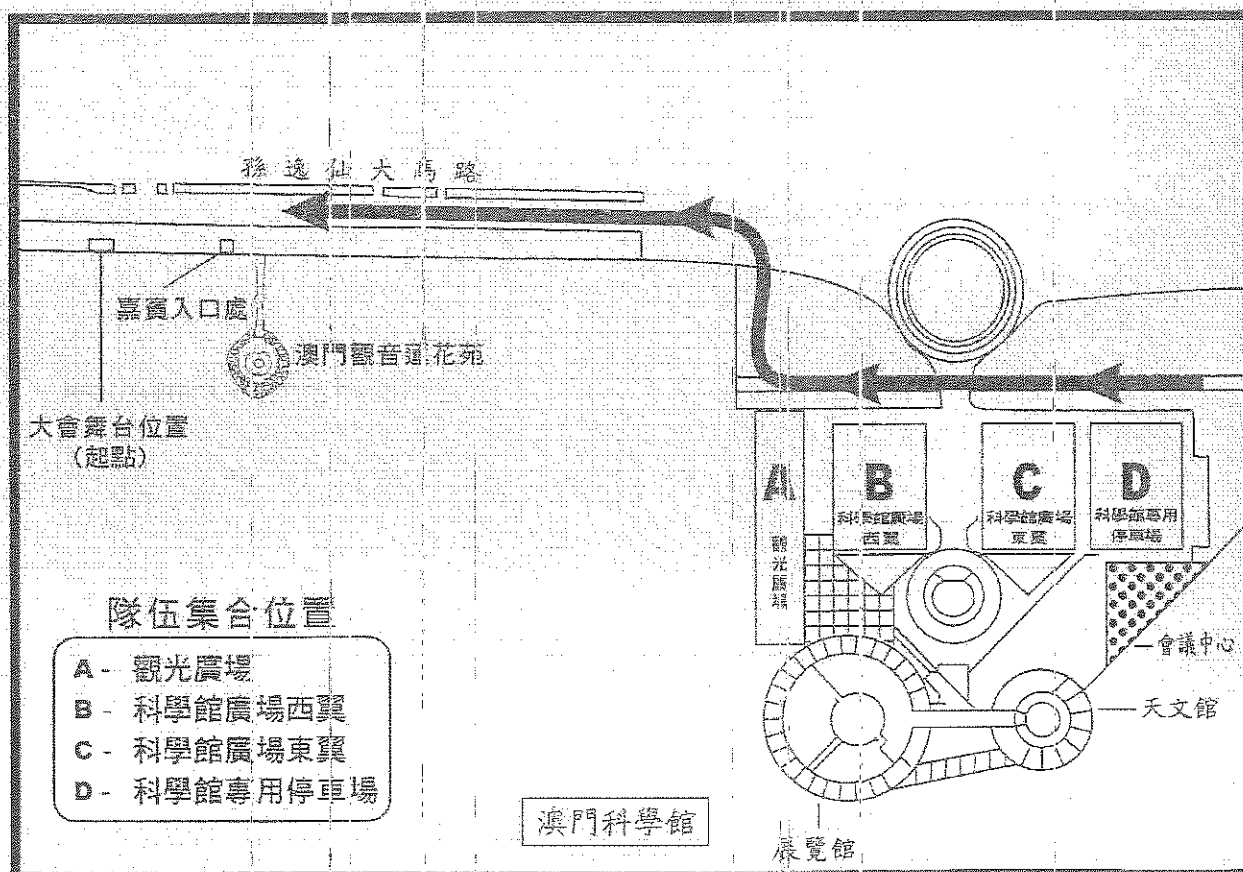 孫逸仙大馬路
嘉賓入口處
澳門觀音蓮花苑
大會舞台位置
(起點)
A
觀光廣場
B
科學館廣場
西翼
C
科學館廣場
東翼
D
科學館專用
停車場
隊伍集合位置
A - 觀光廣場
B - 科學館廣場西翼
C - 科學館廣場東翼
D - 科學館專用停車場
會議中心
天文館
澳門科學館
展覽館